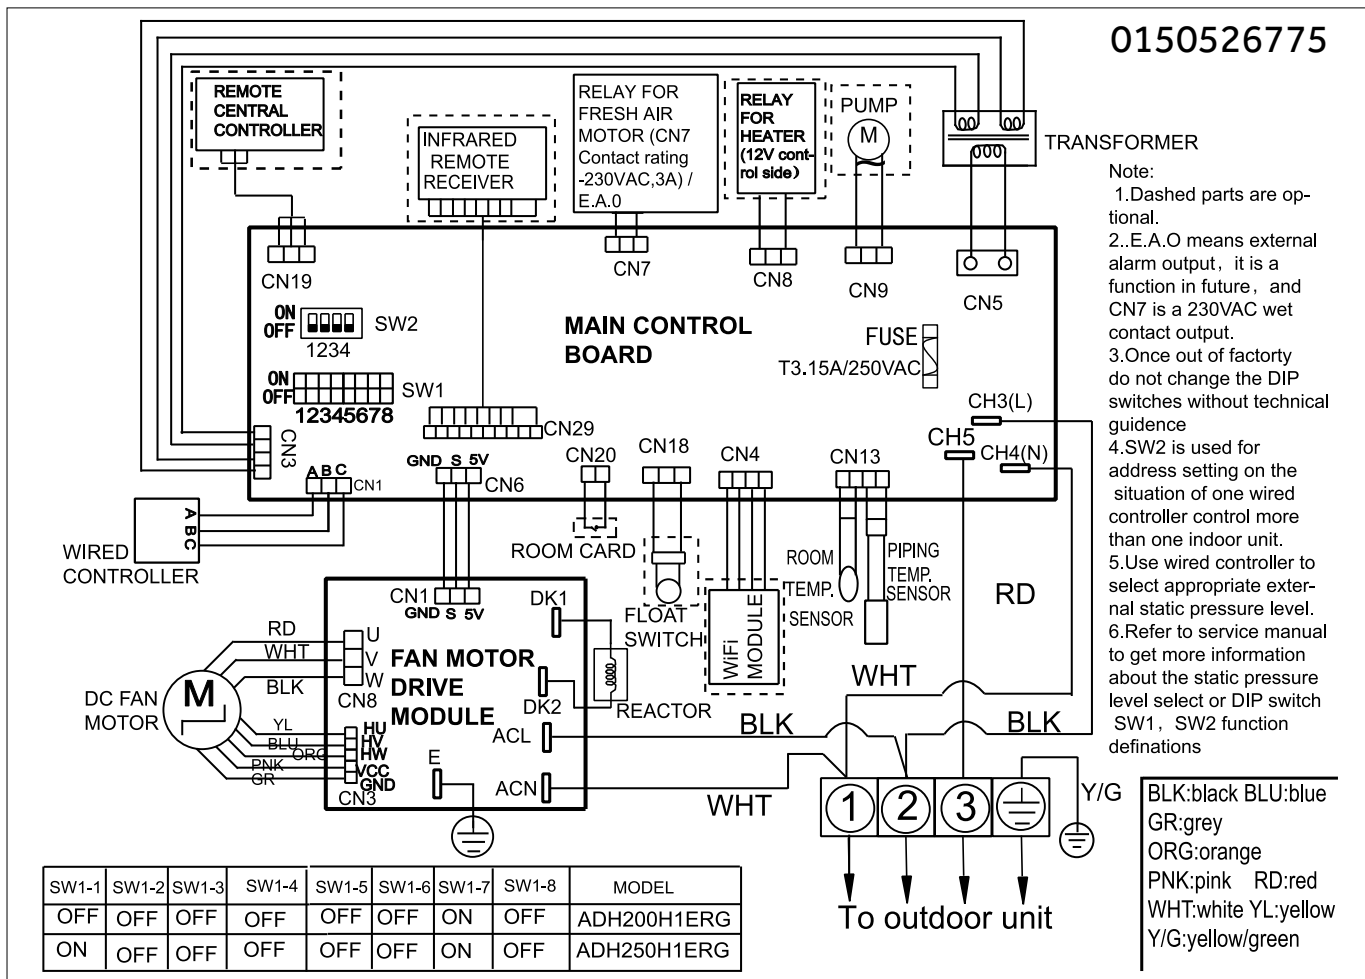 0150526775
REMOTE
CENTRAL
CONTROLLER
INFRARED
REMOTE
RECEIVER
RELAY FOR
FRESH AIR
MOTOR (CN7
Contact rating
-230VAC,3A) /
E.A.0
RELAY
FOR
HEATER
(12V cont-
rol side)
PUMP
M
TRANSFORMER
Note:
1.Dashed parts are op-
tional.
2..E.A.O means external
alarm output, it is a
function in future, and
CN7 is a 230VAC wet
contact output.
3.Once out of factorty
do not change the DIP
switches without technical
guidence
4.SW2 is used for
address setting on the
situation of one wired
controller control more
than one indoor unit.
5.Use wired controller to
select appropriate exter-
nal static pressure level.
6.Refer to service manual
to get more information
about the static pressure
level select or DIP switch
SW1, SW2 function
definations
CN19
CN7
CN8
CN9
CN5
ON
OFF
SW2
1234
MAIN CONTROL
BOARD
FUSE
T3.15A/250VAC
ON
OFF
SW1
12345678
CN3
CN29
CH3(L)
CH5
CH4(N)
A B C
CN1
GND S 5V
CN6
CN20
CN18
CN4
CN13
A
B
C
WIRED
CONTROLLER
ROOM CARD
FLOAT
SWITCH
WiFi
MODULE
ROOM
TEMP.
SENSOR
PIPING
TEMP.
SENSOR
RD
WHT
BLK
BLK
WHT
CN1
GND S 5V
DK1
DK2
REACTOR
FAN MOTOR
DRIVE
MODULE
ACL
ACN
E
RD
WHT
BLK
U
V
W
CN8
DC FAN
MOTOR
M
YL
BLU
ORG
PNK
GR
HU
HV
HW
VCC
GND
CN3
1
2
3
Y/G
To outdoor unit
BLK:black BLU:blue
GR:grey
ORG:orange
PNK:pink RD:red
WHT:white YL:yellow
Y/G:yellow/green
SW1-1 SW1-2 SW1-3 SW1-4 SW1-5 SW1-6 SW1-7 SW1-8 MODEL
OFF OFF OFF OFF OFF OFF ON OFF ADH200H1ERG
ON OFF OFF OFF OFF OFF ON OFF ADH250H1ERG